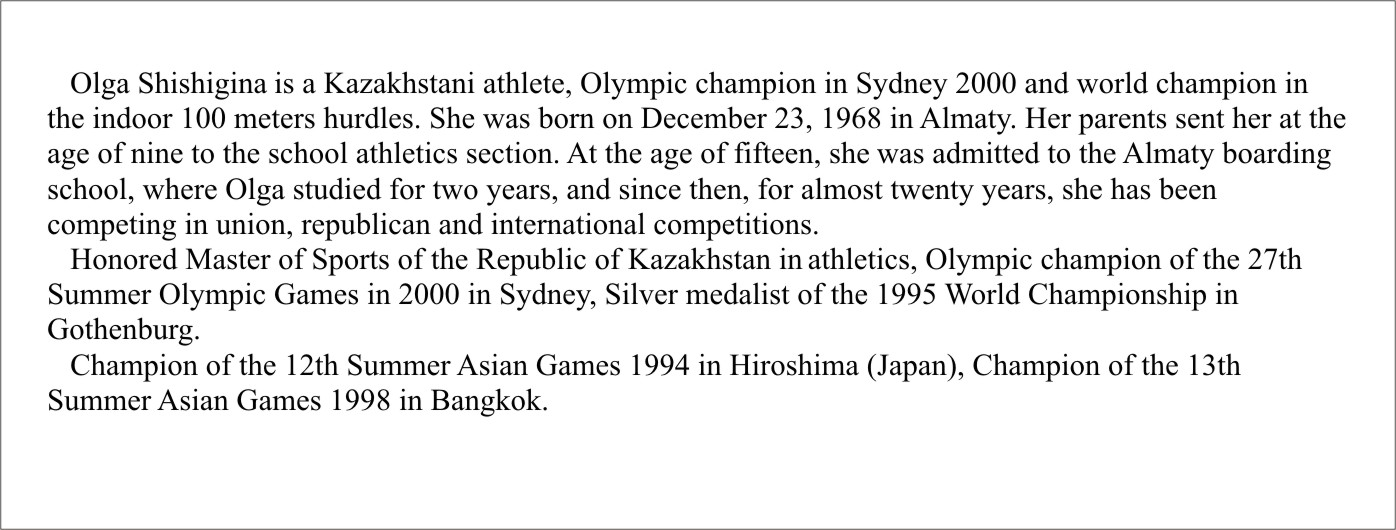 Olga Shishigina is a Kazakhstani athlete, Olympic champion in Sydney 2000 and world champion in
the indoor 100 meters hurdles. She was born on December 23, 1968 in Almaty. Her parents sent her at the
age of nine to the school athletics section. At the age of fifteen, she was admitted to the Almaty boarding
school, where Olga studied for two years, and since then, for almost twenty years, she has been
competing in union, republican and international competitions.
Honored Master of Sports of the Republic of Kazakhstan in athletics, Olympic champion of the 27th
Summer Olympic Games in 2000 in Sydney, Silver medalist of the 1995 World Championship in
Gothenburg.
Champion of the 12th Summer Asian Games 1994 in Hiroshima (Japan), Champion of the 13th
Summer Asian Games 1998 in Bangkok.